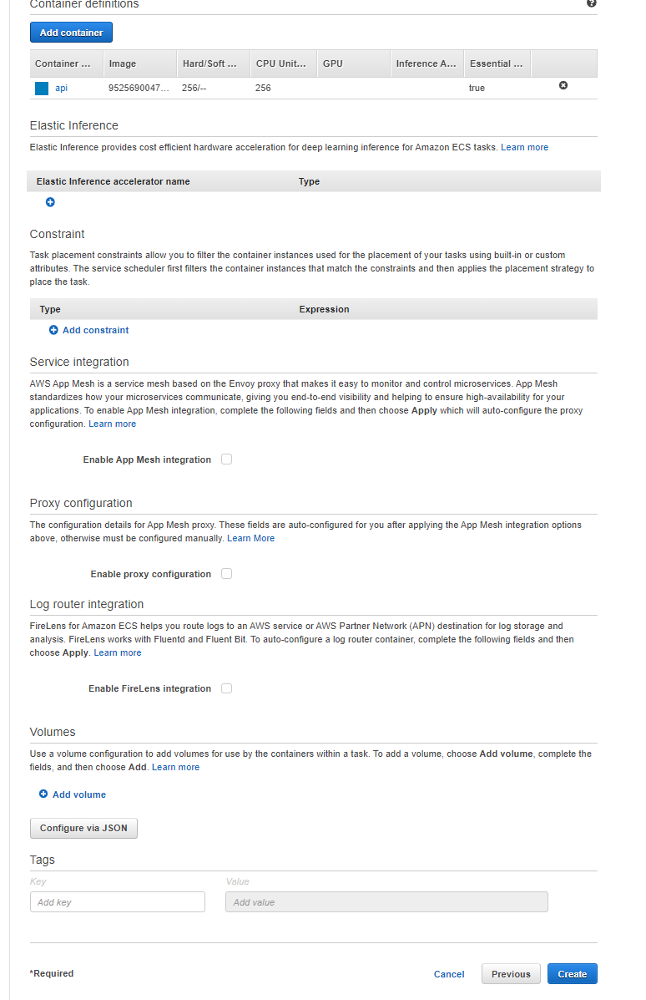 Container definitions
Add container
Container ... Image Hard/Soft ... CPU Unit... GPU Inference A... Essential ...
api 9525690047... 256/-- 256 true
Elastic Inference
Elastic Inference provides cost efficient hardware acceleration for deep learning inference for Amazon ECS tasks. Learn more
Elastic Inference accelerator name Type
Constraint
Task placement constraints allow you to filter the container instances used for the placement of your tasks using built-in or custom
attributes. The service scheduler first filters the container instances that match the constraints and then applies the placement strategy to
place the task.
Type Expression
Add constraint
Service integration
AWS App Mesh is a service mesh based on the Envoy proxy that makes it easy to monitor and control microservices. App Mesh
standardizes how your microservices communicate, giving you end-to-end visibility and helping to ensure high-availability for your
applications. To enable App Mesh integration, complete the following fields and then choose Apply which will auto-configure the proxy
configuration. Learn more
Enable App Mesh integration
Proxy configuration
The configuration details for App Mesh proxy. These fields are auto-configured for you after applying the App Mesh integration options
above, otherwise must be configured manually. Learn More
Enable proxy configuration
Log router integration
FireLens for Amazon ECS helps you route logs to an AWS service or AWS Partner Network (APN) destination for log storage and
analysis. FireLens works with Fluentd and Fluent Bit. To auto-configure a log router container, complete the following fields and then
choose Apply. Learn more
Enable FireLens integration
Volumes
Use a volume configuration to add volumes for use by the containers within a task. To add a volume, choose Add volume, complete the
fields, and then choose Add. Learn more
Add volume
Configure via JSON
Tags
Key Value
Add key Add value
*Required Cancel Previous Create